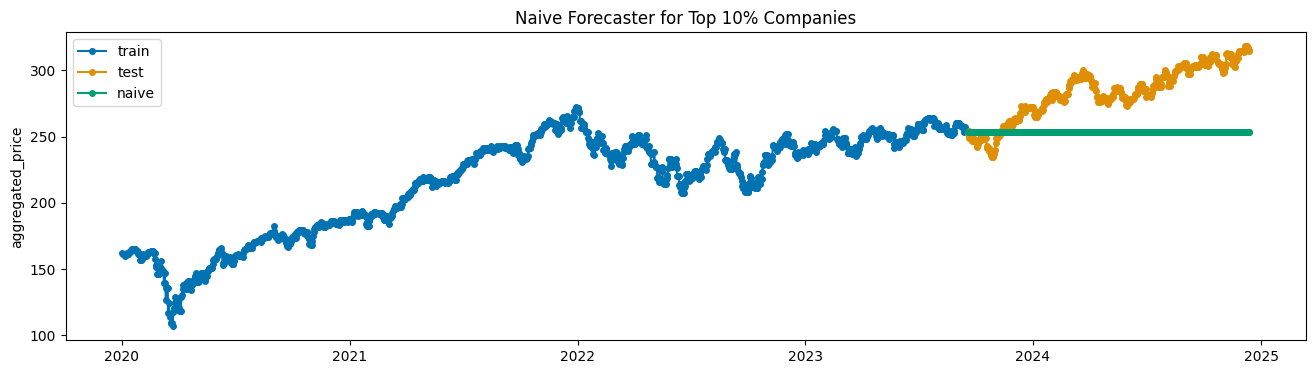 Naive Forecaster for Top 10% Companies
train
test
naive
aggregated_price
300
250
200
150
100
2020
2021
2022
2023
2024
2025